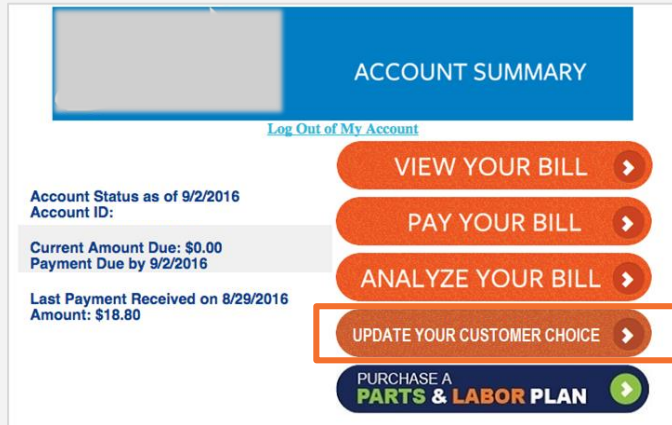 ACCOUNT SUMMARY
Log Out of My Account
Account Status as of 9/2/2016
Account ID:
Current Amount Due: $0.00
Payment Due by 9/2/2016
Last Payment Received on 8/29/2016
Amount: $18.80
VIEW YOUR BILL
PAY YOUR BILL
ANALYZE YOUR BILL
UPDATE YOUR CUSTOMER CHOICE
PURCHASE A
PARTS & LABOR PLAN